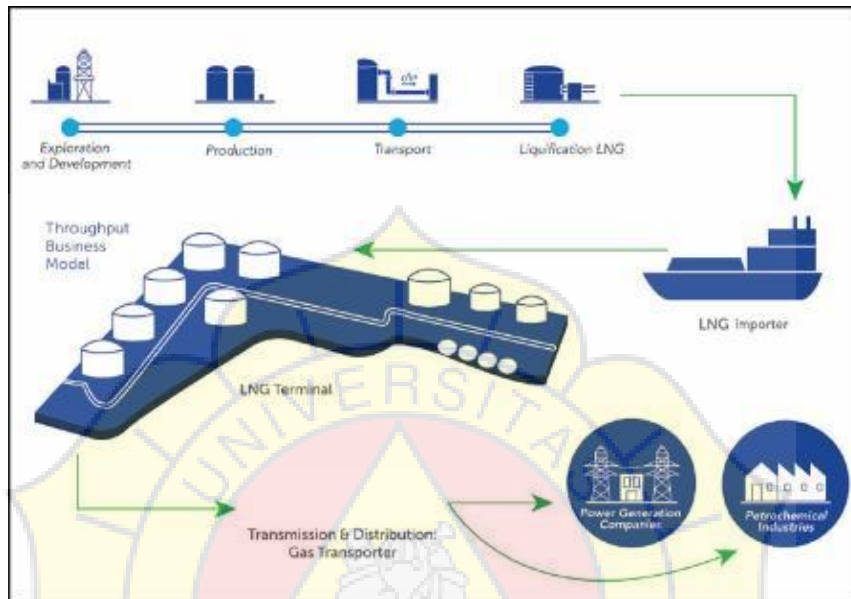 Exploration
and Development
Production
Transport
Liquification LNG
Throughput
Business
Model
LNG Importer
LNG Terminal
UNIVERSITAS
Power Generation
Companies
Petrochemical
Industries
Transmission & Distribution:
Gas Transporter